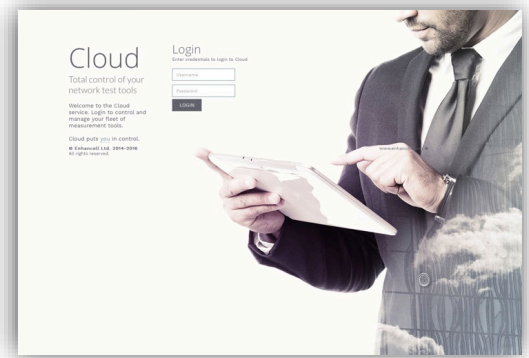 Cloud
Total control of your
network test tools
Welcome to the Cloud
service. Login to control and
manage your fleet of
measurement tools.
Cloud puts you in control.
© Enhancell Ltd. 2014-2016
All rights reserved.
Login
Enter credentials to login to Cloud
Username
Password
LOGIN